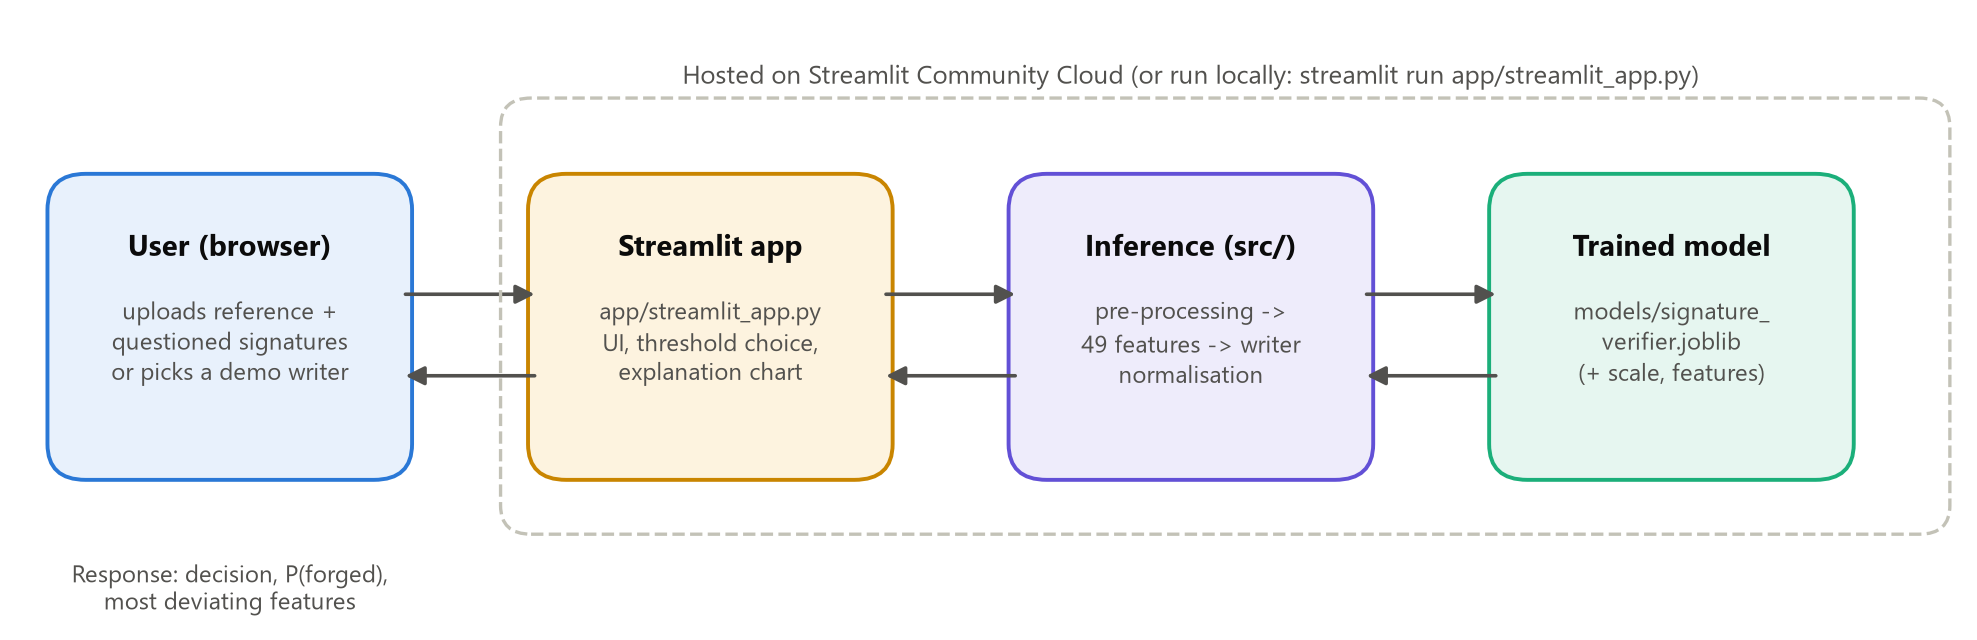 Hosted on Streamlit Community Cloud (or run locally: streamlit run app/streamlit_app.py)
User (browser)
uploads reference +
questioned signatures
or picks a demo writer
Streamlit app
app/streamlit_app.py
UI, threshold choice,
explanation chart
Inference (src/)
pre-processing ->
49 features -> writer
normalisation
Trained model
models/signature_
verifier.joblib
(+ scale, features)
Response: decision, P(forged),
most deviating features